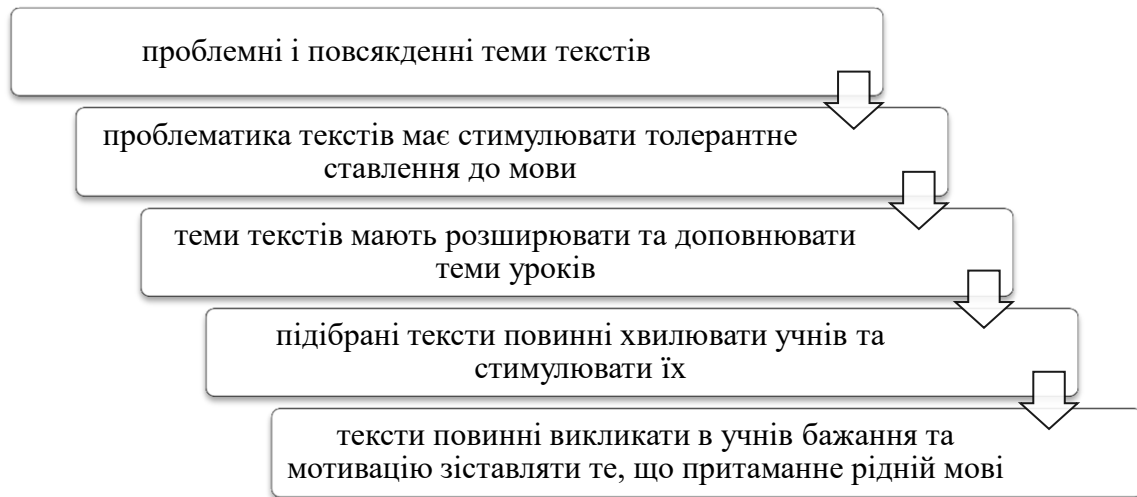 проблемні і повсякденні теми текстів
проблематика текстів має стимулювати толерантне
ставлення до мови
теми текстів мають розширювати та доповнювати
теми уроків
підібрані тексти повинні хвилювати учнів та
стимулювати їх
тексти повинні викликати в учнів бажання та
мотивацію зіставляти те, що притаманне рідній мові